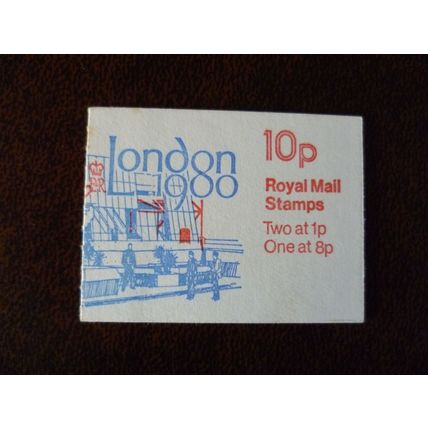 London
1980
10p
Royal Mail
Stamps
Two at 1p
One at 8p